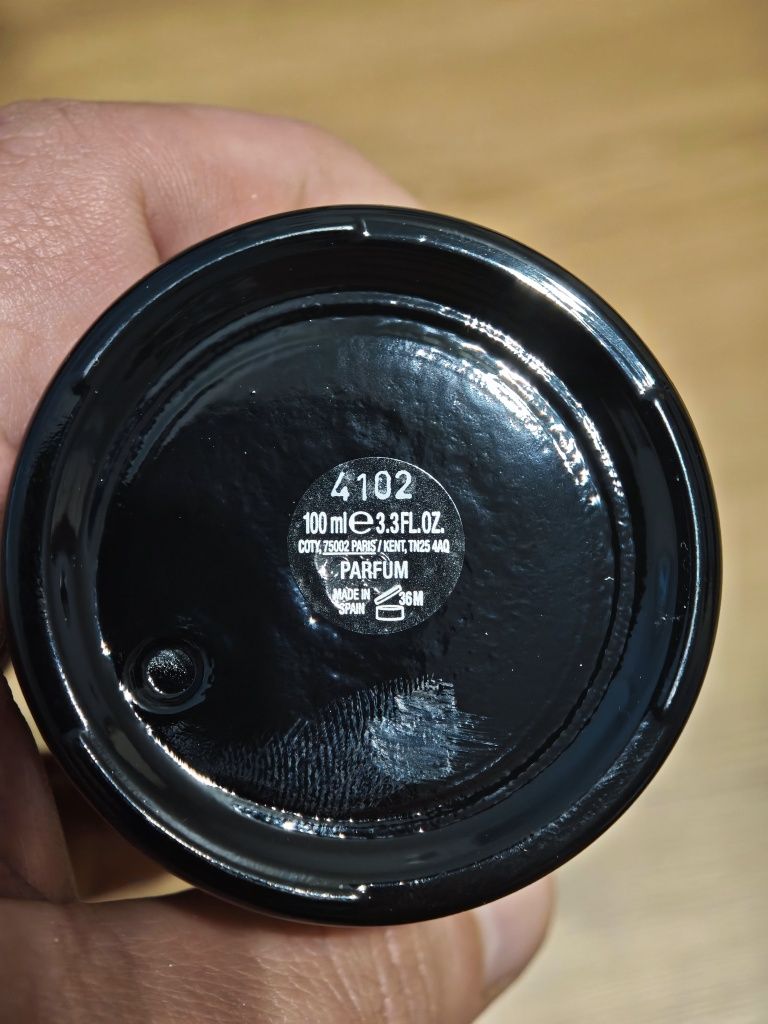 4102
100 ml e 3.3 FL.OZ.
COTY, 75002 PARIS / KENT, TN25 4AQ
PARFUM
MADE IN
SPAIN
36M